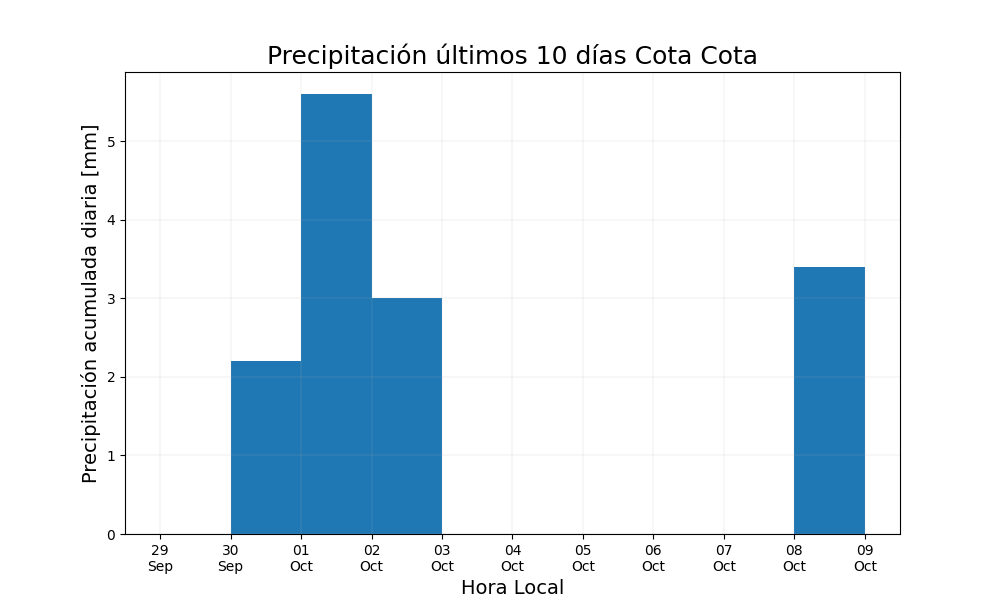 Precipitación últimos 10 días Cota Cota
Precipitación acumulada diaria [mm]
5
4
3
2
1
0
29 30 01 02 03 04 05 06 07 08 09
Sep Sep Oct Oct Oct Oct Oct Oct Oct Oct Oct
Hora Local